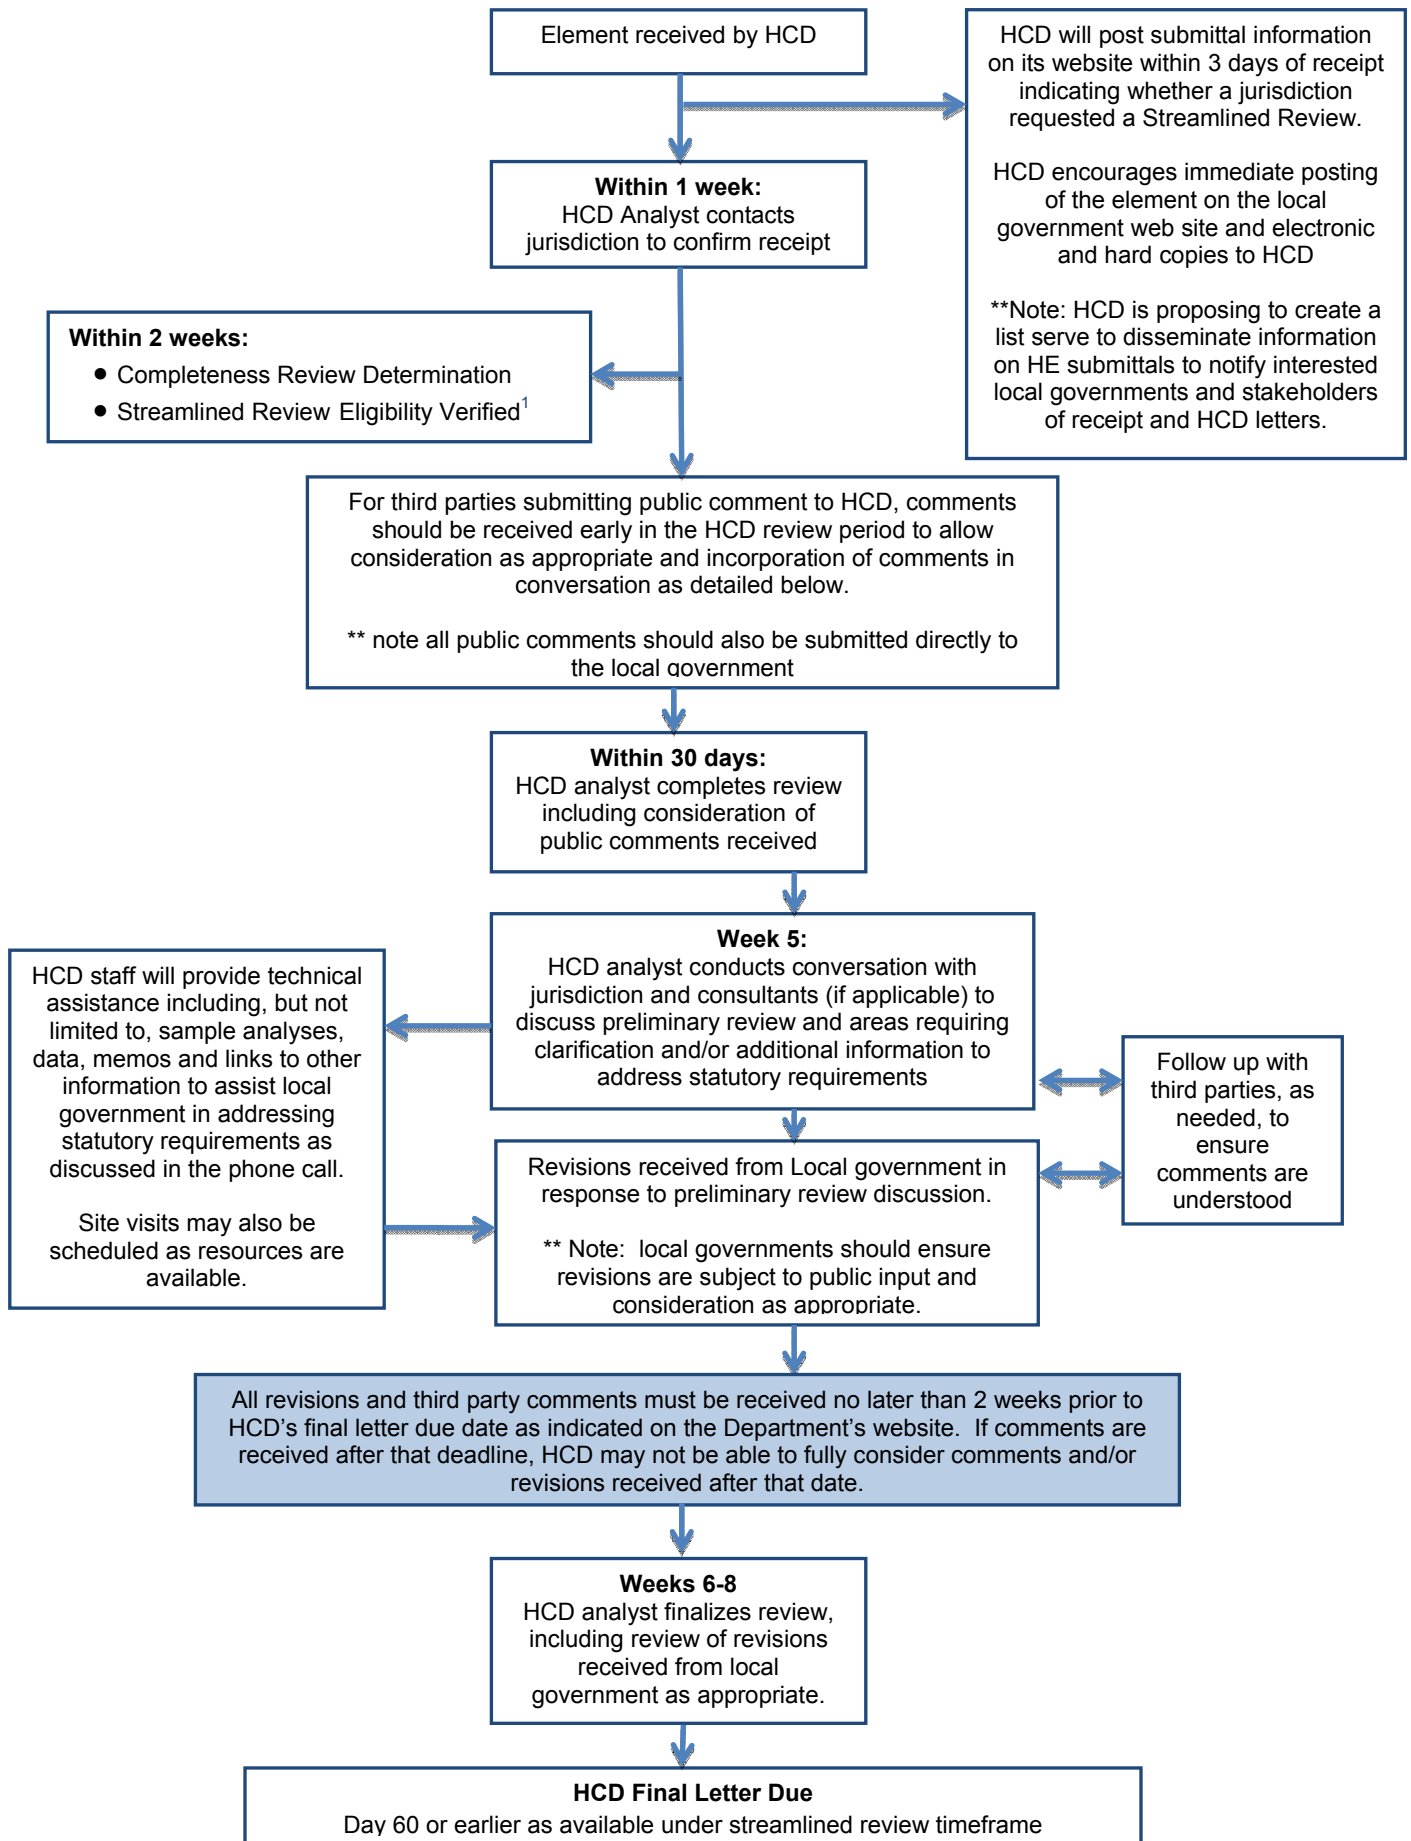 Element received by HCD
HCD will post submittal information
on its website within 3 days of receipt
indicating whether a jurisdiction
requested a Streamlined Review.
HCD encourages immediate posting
of the element on the local
government web site and electronic
and hard copies to HCD
**Note: HCD is proposing to create a
list serve to disseminate information
on HE submittals to notify interested
local governments and stakeholders
of receipt and HCD letters.
Within 1 week:
HCD Analyst contacts
jurisdiction to confirm receipt
Within 2 weeks:
● Completeness Review Determination
● Streamlined Review Eligibility Verified1
For third parties submitting public comment to HCD, comments
should be received early in the HCD review period to allow
consideration as appropriate and incorporation of comments in
conversation as detailed below.
** note all public comments should also be submitted directly to
the local government
Within 30 days:
HCD analyst completes review
including consideration of
public comments received
Week 5:
HCD analyst conducts conversation with
jurisdiction and consultants (if applicable) to
discuss preliminary review and areas requiring
clarification and/or additional information to
address statutory requirements
HCD staff will provide technical
assistance including, but not
limited to, sample analyses,
data, memos and links to other
information to assist local
government in addressing
statutory requirements as
discussed in the phone call.
Site visits may also be
scheduled as resources are
available.
Follow up with
third parties, as
needed, to
ensure
comments are
understood
Revisions received from Local government in
response to preliminary review discussion.
** Note:  local governments should ensure
revisions are subject to public input and
consideration as appropriate.
All revisions and third party comments must be received no later than 2 weeks prior to
HCD’s final letter due date as indicated on the Department’s website.  If comments are
received after that deadline, HCD may not be able to fully consider comments and/or
revisions received after that date.
Weeks 6-8
HCD analyst finalizes review,
including review of revisions
received from local
government as appropriate.
HCD Final Letter Due
Day 60 or earlier as available under streamlined review timeframe